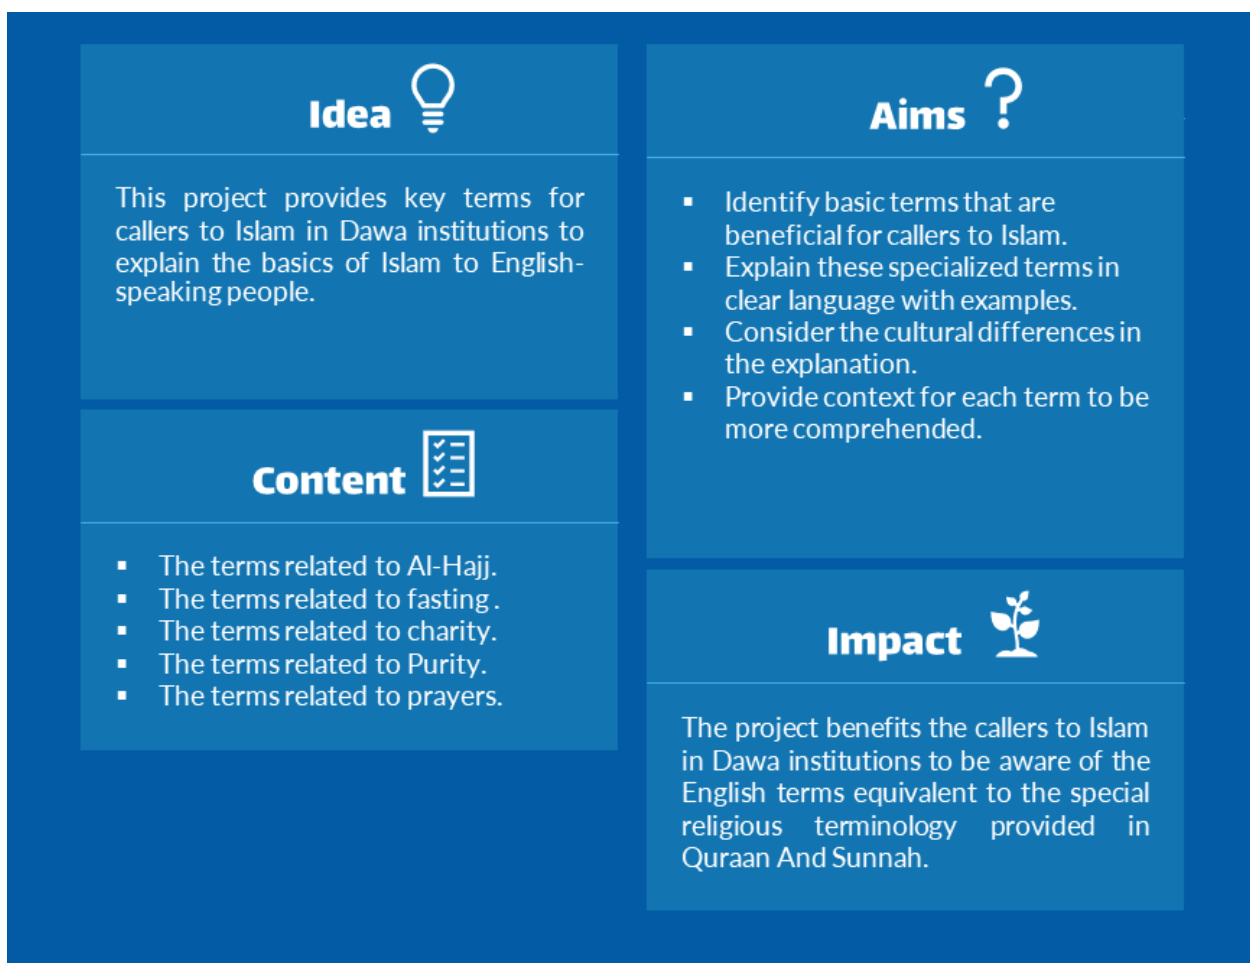 Idea
This project provides key terms for
callers to Islam in Dawa institutions to
explain the basics of Islam to English-
speaking people.
Content
▪ The terms related to Al-Hajj.
▪ The terms related to fasting .
▪ The terms related to charity.
▪ The terms related to Purity.
▪ The terms related to prayers.
Aims ?
▪ Identify basic terms that are
beneficial for callers to Islam.
▪ Explain these specialized terms in
clear language with examples.
▪ Consider the cultural differences in
the explanation.
▪ Provide context for each term to be
more comprehended.
Impact
The project benefits the callers to Islam
in Dawa institutions to be aware of the
English terms equivalent to the special
religious terminology provided in
Quraan And Sunnah.